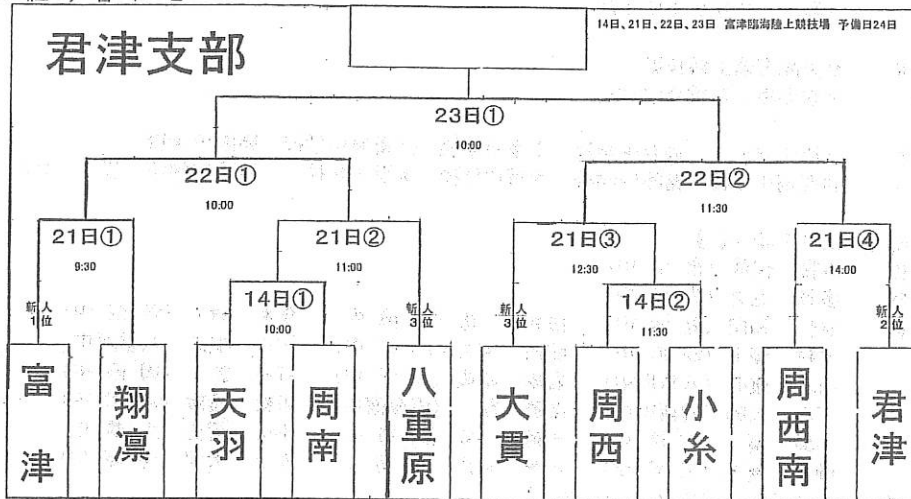 14日、21日、22日、23日 富津臨海陸上競技場 予備日24日
君津支部
23日①
10:00
22日①
10:00
22日②
11:30
21日①
9:30
21日②
11:00
21日③
12:30
21日④
14:00
14日①
10:00
14日②
11:30
新人1位
新人3位
新人3位
新人2位
富津
翔凛
天羽
周南
八重原
大貫
周西
小糸
周西南
君津